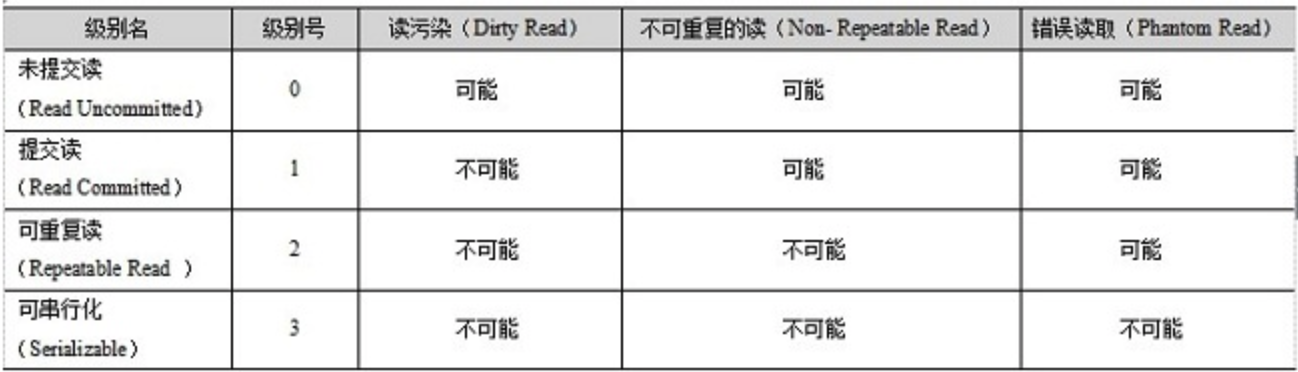 级别名 级别号 读污染（Dirty Read） 不可重复的读（Non- Repeatable Read） 错误读取（Phantom Read）
未提交读
（Read Uncommitted） 0 可能 可能 可能
提交读
（Read Committed） 1 不可能 可能 可能
可重复读
（Repeatable Read ） 2 不可能 不可能 可能
可串行化
（Serializable） 3 不可能 不可能 不可能